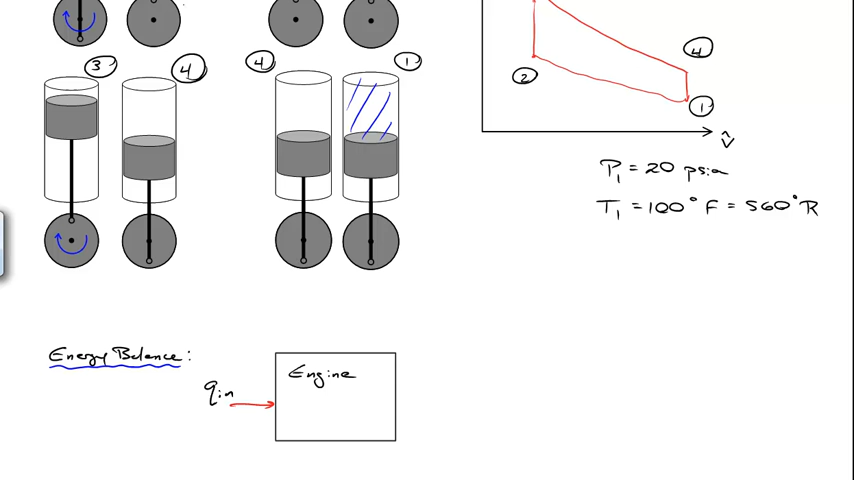 3
4
4
1
4
2
1
v̂
P₁ = 20 psia
T₁ = 100°F = 560°R
Energy Balance:
qin
Engine